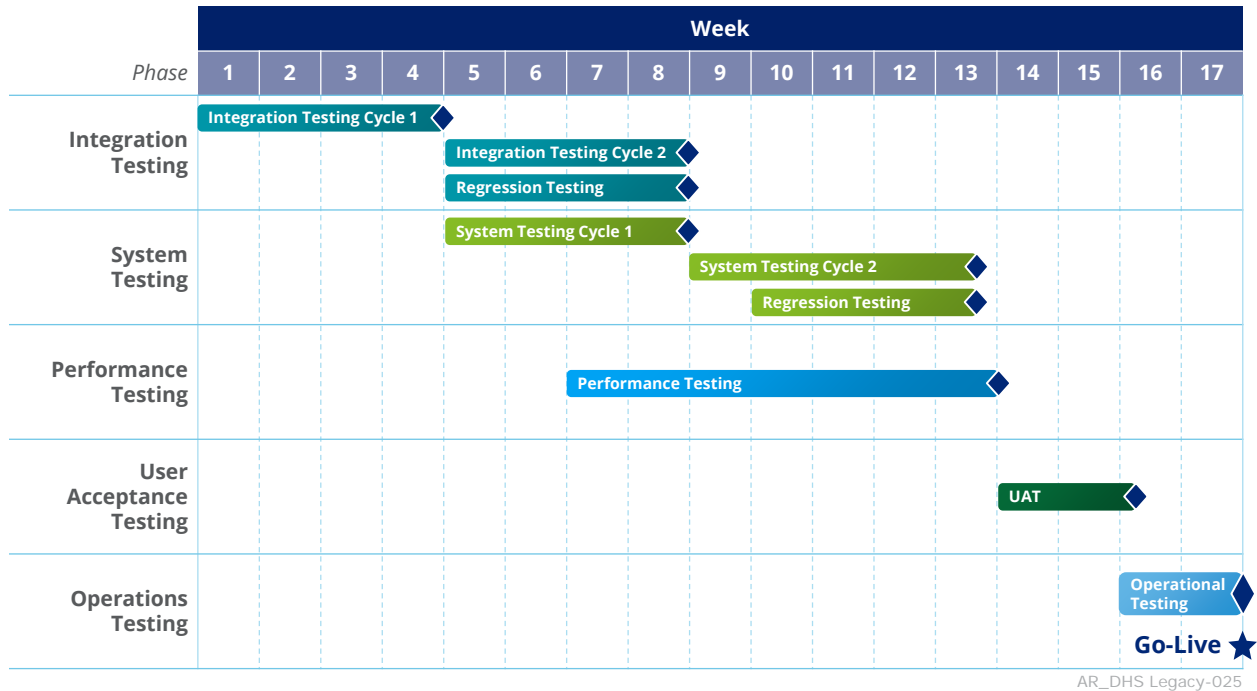 Week
Phase 1 2 3 4 5 6 7 8 9 10 11 12 13 14 15 16 17
Integration
Testing
Integration Testing Cycle 1
Integration Testing Cycle 2
Regression Testing
System
Testing
System Testing Cycle 1
System Testing Cycle 2
Regression Testing
Performance
Testing
Performance Testing
User
Acceptance
Testing
UAT
Operations
Testing
Operational
Testing
Go-Live
AR_DHS Legacy-025